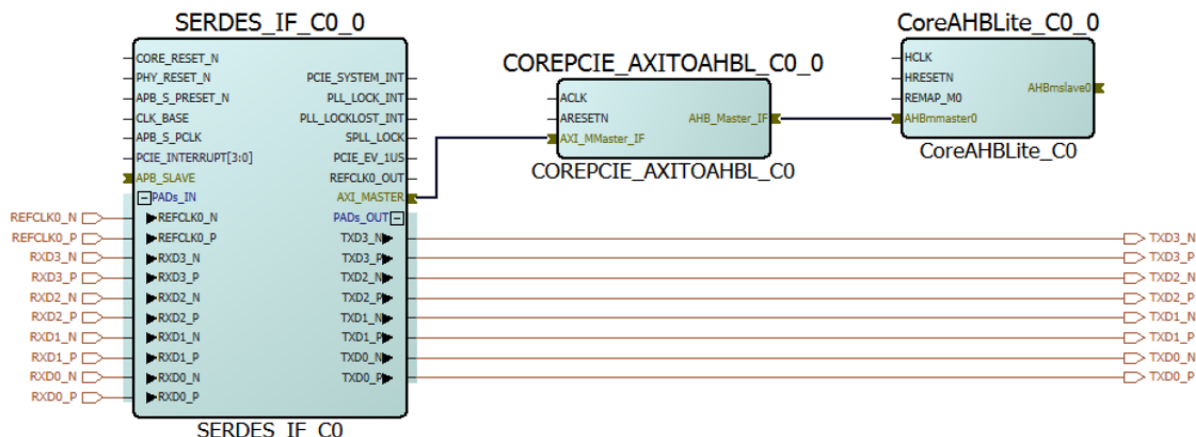 SERDES_IF_C0_0
CORE_RESET_N
PHY_RESET_N
APB_S_PRESET_N
CLK_BASE
APB_S_PCLK
PCIE_INTERRUPT[3:0]
APB_SLAVE
PADs_IN
REFCLK0_N
REFCLK0_P
RXD3_N
RXD3_P
RXD2_N
RXD2_P
RXD1_N
RXD1_P
RXD0_N
RXD0_P
PCIE_SYSTEM_INT
PLL_LOCK_INT
PLL_LOCKLOST_INT
SPLL_LOCK
PCIE_EV_1US
REFCLK0_OUT
AXI_MASTER
PADs_OUT
TXD3_N
TXD3_P
TXD2_N
TXD2_P
TXD1_N
TXD1_P
TXD0_N
TXD0_P
SERDES_IF_C0
REFCLK0_N
REFCLK0_P
RXD3_N
RXD3_P
RXD2_N
RXD2_P
RXD1_N
RXD1_P
RXD0_N
RXD0_P
COREPCIE_AXITOAHBL_C0_0
ACLK
ARESETN
AXI_MMaster_IF
AHB_Master_IF
COREPCIE_AXITOAHBL_C0
CoreAHBLite_C0_0
HCLK
HRESETN
REMAP_M0
AHBmmaster0
AHBmslave0
CoreAHBLite_C0
TXD3_N
TXD3_P
TXD2_N
TXD2_P
TXD1_N
TXD1_P
TXD0_N
TXD0_P